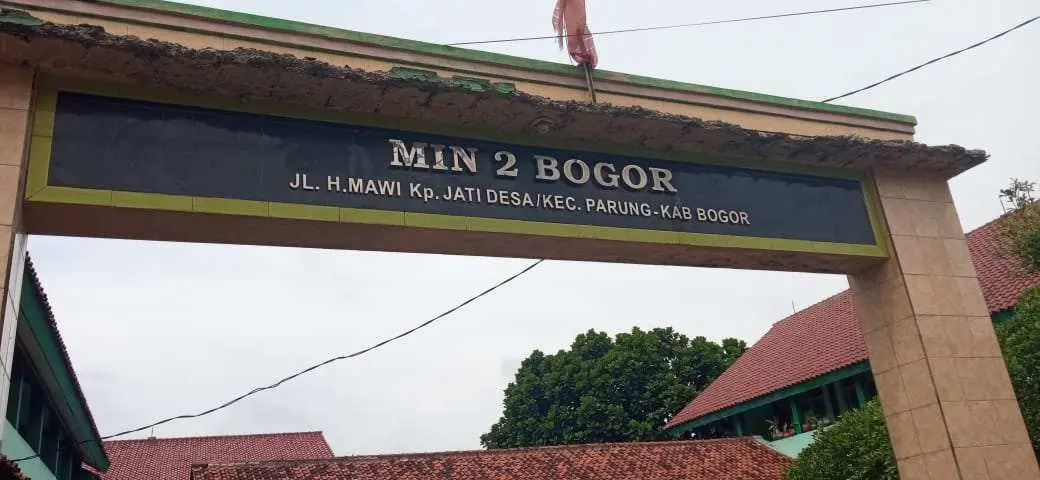 MIN 2 BOGOR
JL. H.MAWI Kp. JATI DESA/KEC. PARUNG-KAB BOGOR